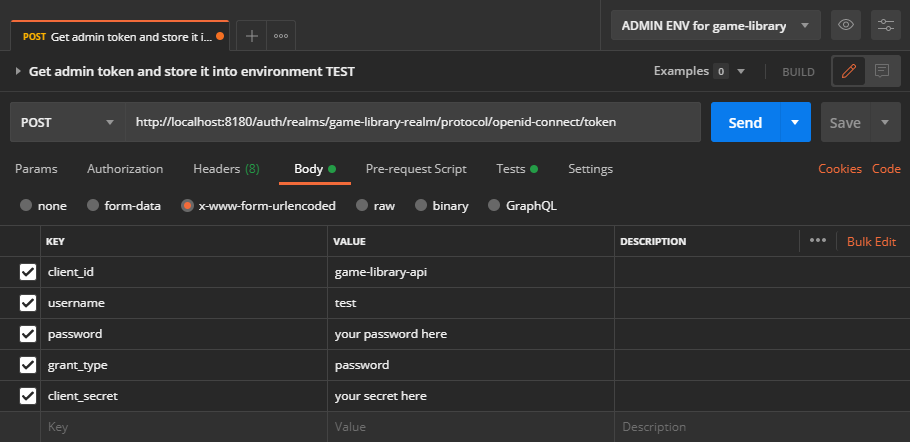 POST Get admin token and store it i... + ooo ADMIN ENV for game-library
Get admin token and store it into environment TEST Examples 0 BUILD
POST http://localhost:8180/auth/realms/game-library-realm/protocol/openid-connect/token Send Save
Params Authorization Headers (8) Body Pre-request Script Tests Settings Cookies Code
none form-data x-www-form-urlencoded raw binary GraphQL
KEY VALUE DESCRIPTION ••• Bulk Edit
client_id game-library-api
username test
password your password here
grant_type password
client_secret your secret here
Key Value Description